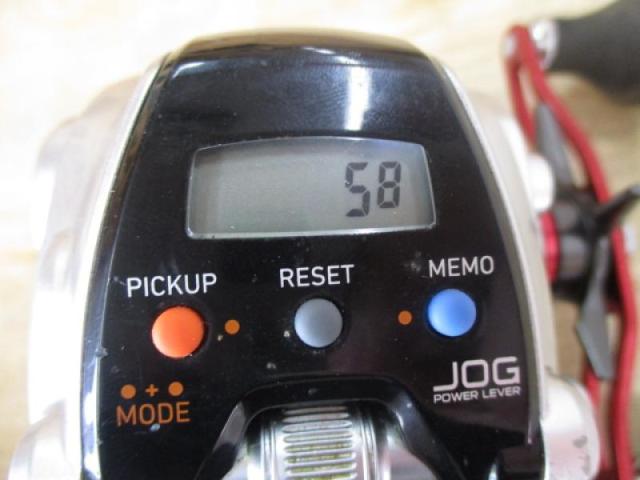 58
PICKUP RESET MEMO
+
MODE
JOG
POWER LEVER